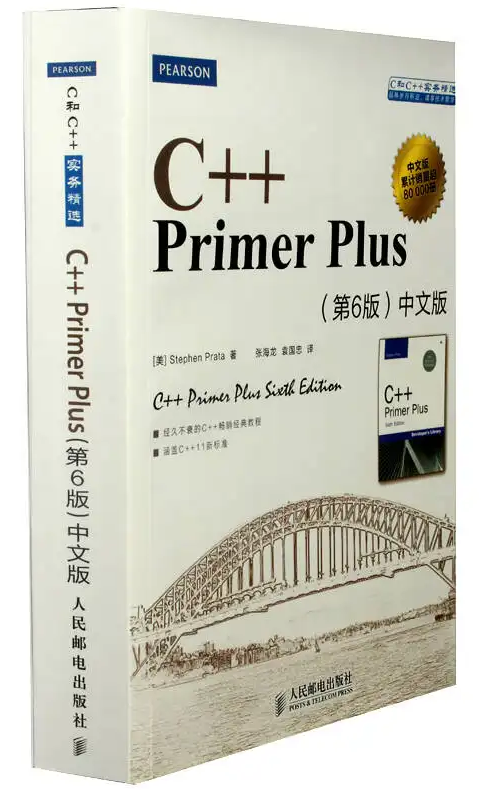 PEARSON
C和C++ 实务精选
C++ Primer Plus (第6版) 中文版
人民邮电出版社
PEARSON
C和C++实务精选
中文版
累计销量超
80 000册
C++
Primer Plus
(第6版) 中文版
[美] Stephen Prata 著 张海龙 袁国忠 译
C++ Primer Plus Sixth Edition
■ 经久不衰的C++畅销经典教程
■ 涵盖C++11新标准
C++
Primer Plus
Sixth Edition
Developer's Library
人民邮电出版社
POSTS & TELECOM PRESS